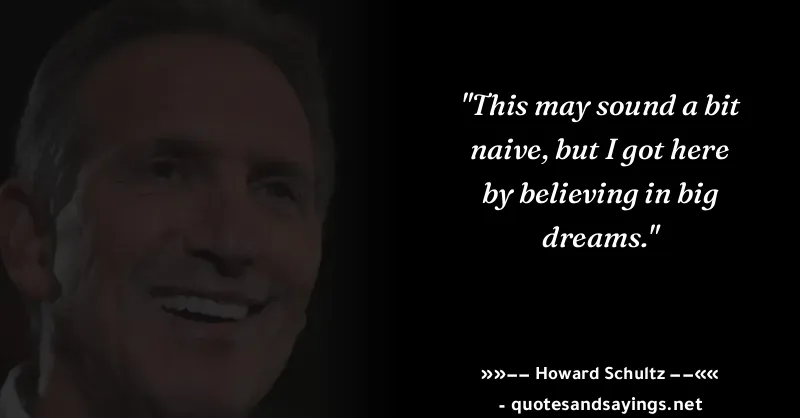 "This may sound a bit
naive, but I got here
by believing in big
dreams."
»»–– Howard Schultz ––««
- quotesandsayings.net